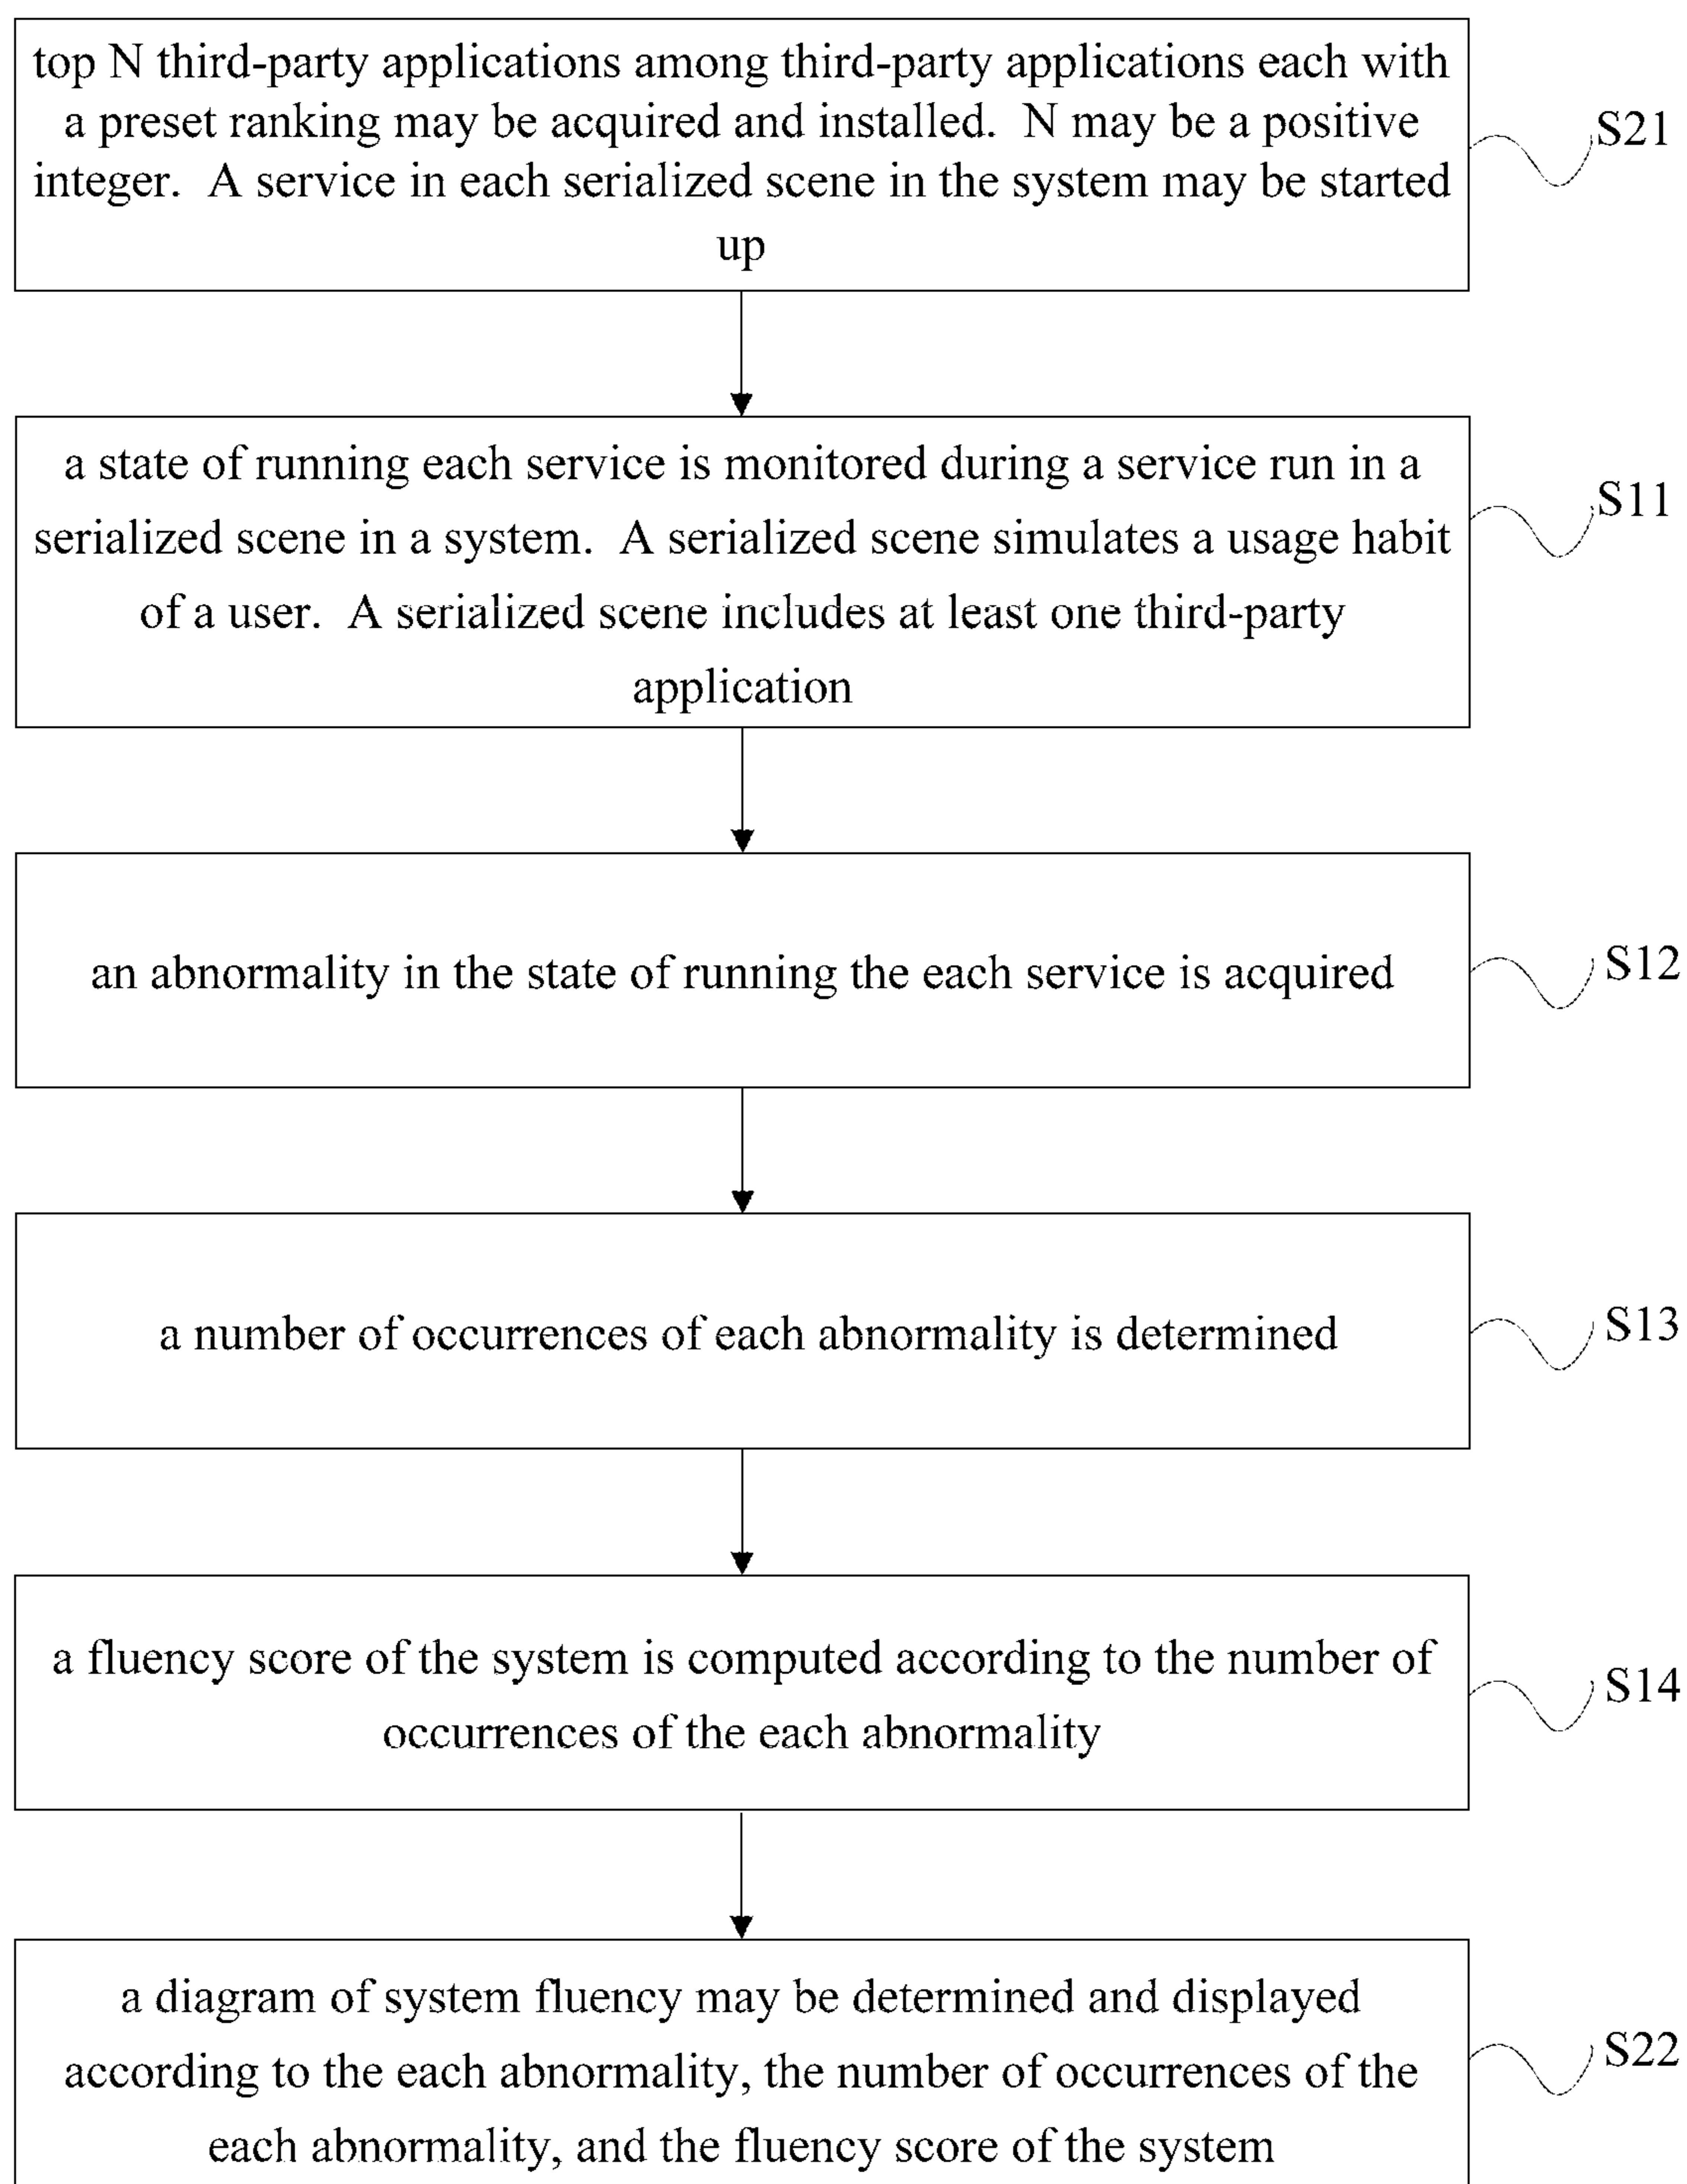 top N third-party applications among third-party applications each with
a preset ranking may be acquired and installed.  N may be a positive
integer.  A service in each serialized scene in the system may be started
up
S21
a state of running each service is monitored during a service run in a
serialized scene in a system.  A serialized scene simulates a usage habit
of a user.  A serialized scene includes at least one third-party
application
S11
an abnormality in the state of running the each service is acquired
S12
a number of occurrences of each abnormality is determined
S13
a fluency score of the system is computed according to the number of
occurrences of the each abnormality
S14
a diagram of system fluency may be determined and displayed
according to the each abnormality, the number of occurrences of the
each abnormality, and the fluency score of the system
S22